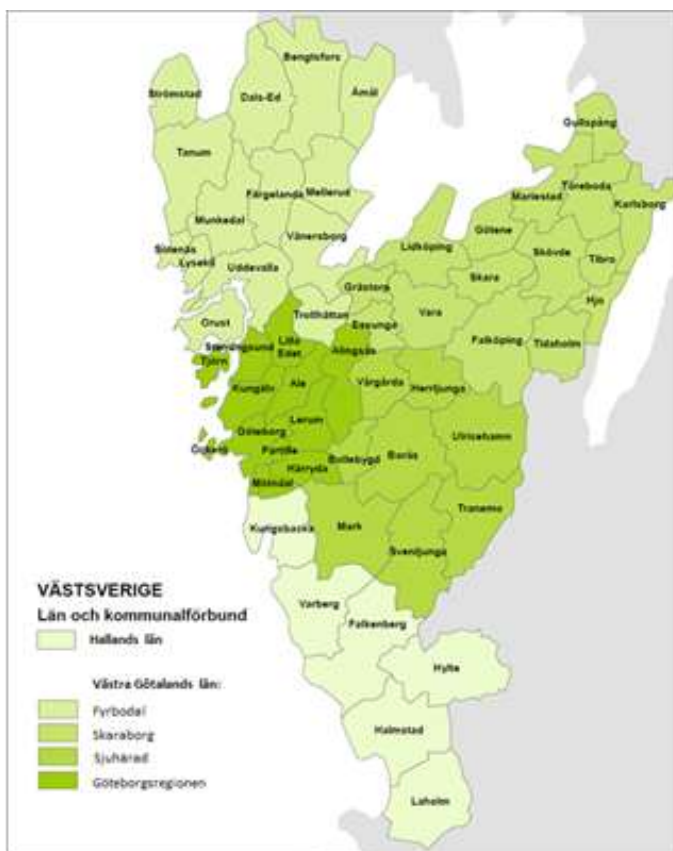 Bengtsfors
Strömstad
Dals-Ed
Åmål
Gullspång
Tanum
Töreboda
Färgelanda
Mellerud
Mariestad
Karlsborg
Munkedal
Götene
Vänersborg
Sotenäs
Lidköping
Skövde
Tibro
Lysekil
Uddevalla
Skara
Grästorp
Hjo
Orust
Trollhättan
Essunga
Vara
Falköping
Tidaholm
Stenungsund
Lilla
Edet
Alingsås
Tjörn
Kungälv
Ale
Vårgårda
Herrljunga
Lerum
Göteborg
Ulricehamn
Öckerö
Partille
Bollebygd
Borås
Härryda
Mölndal
Tranemo
Kungsbacka
Mark
Svenljunga
VÄSTSVERIGE
Län och kommunalförbund
Hallands län
Varberg
Falkenberg
Hylte
Västra Götalands län:
Fyrbodal
Skaraborg
Halmstad
Sjuhärad
Göteborgsregionen
Laholm